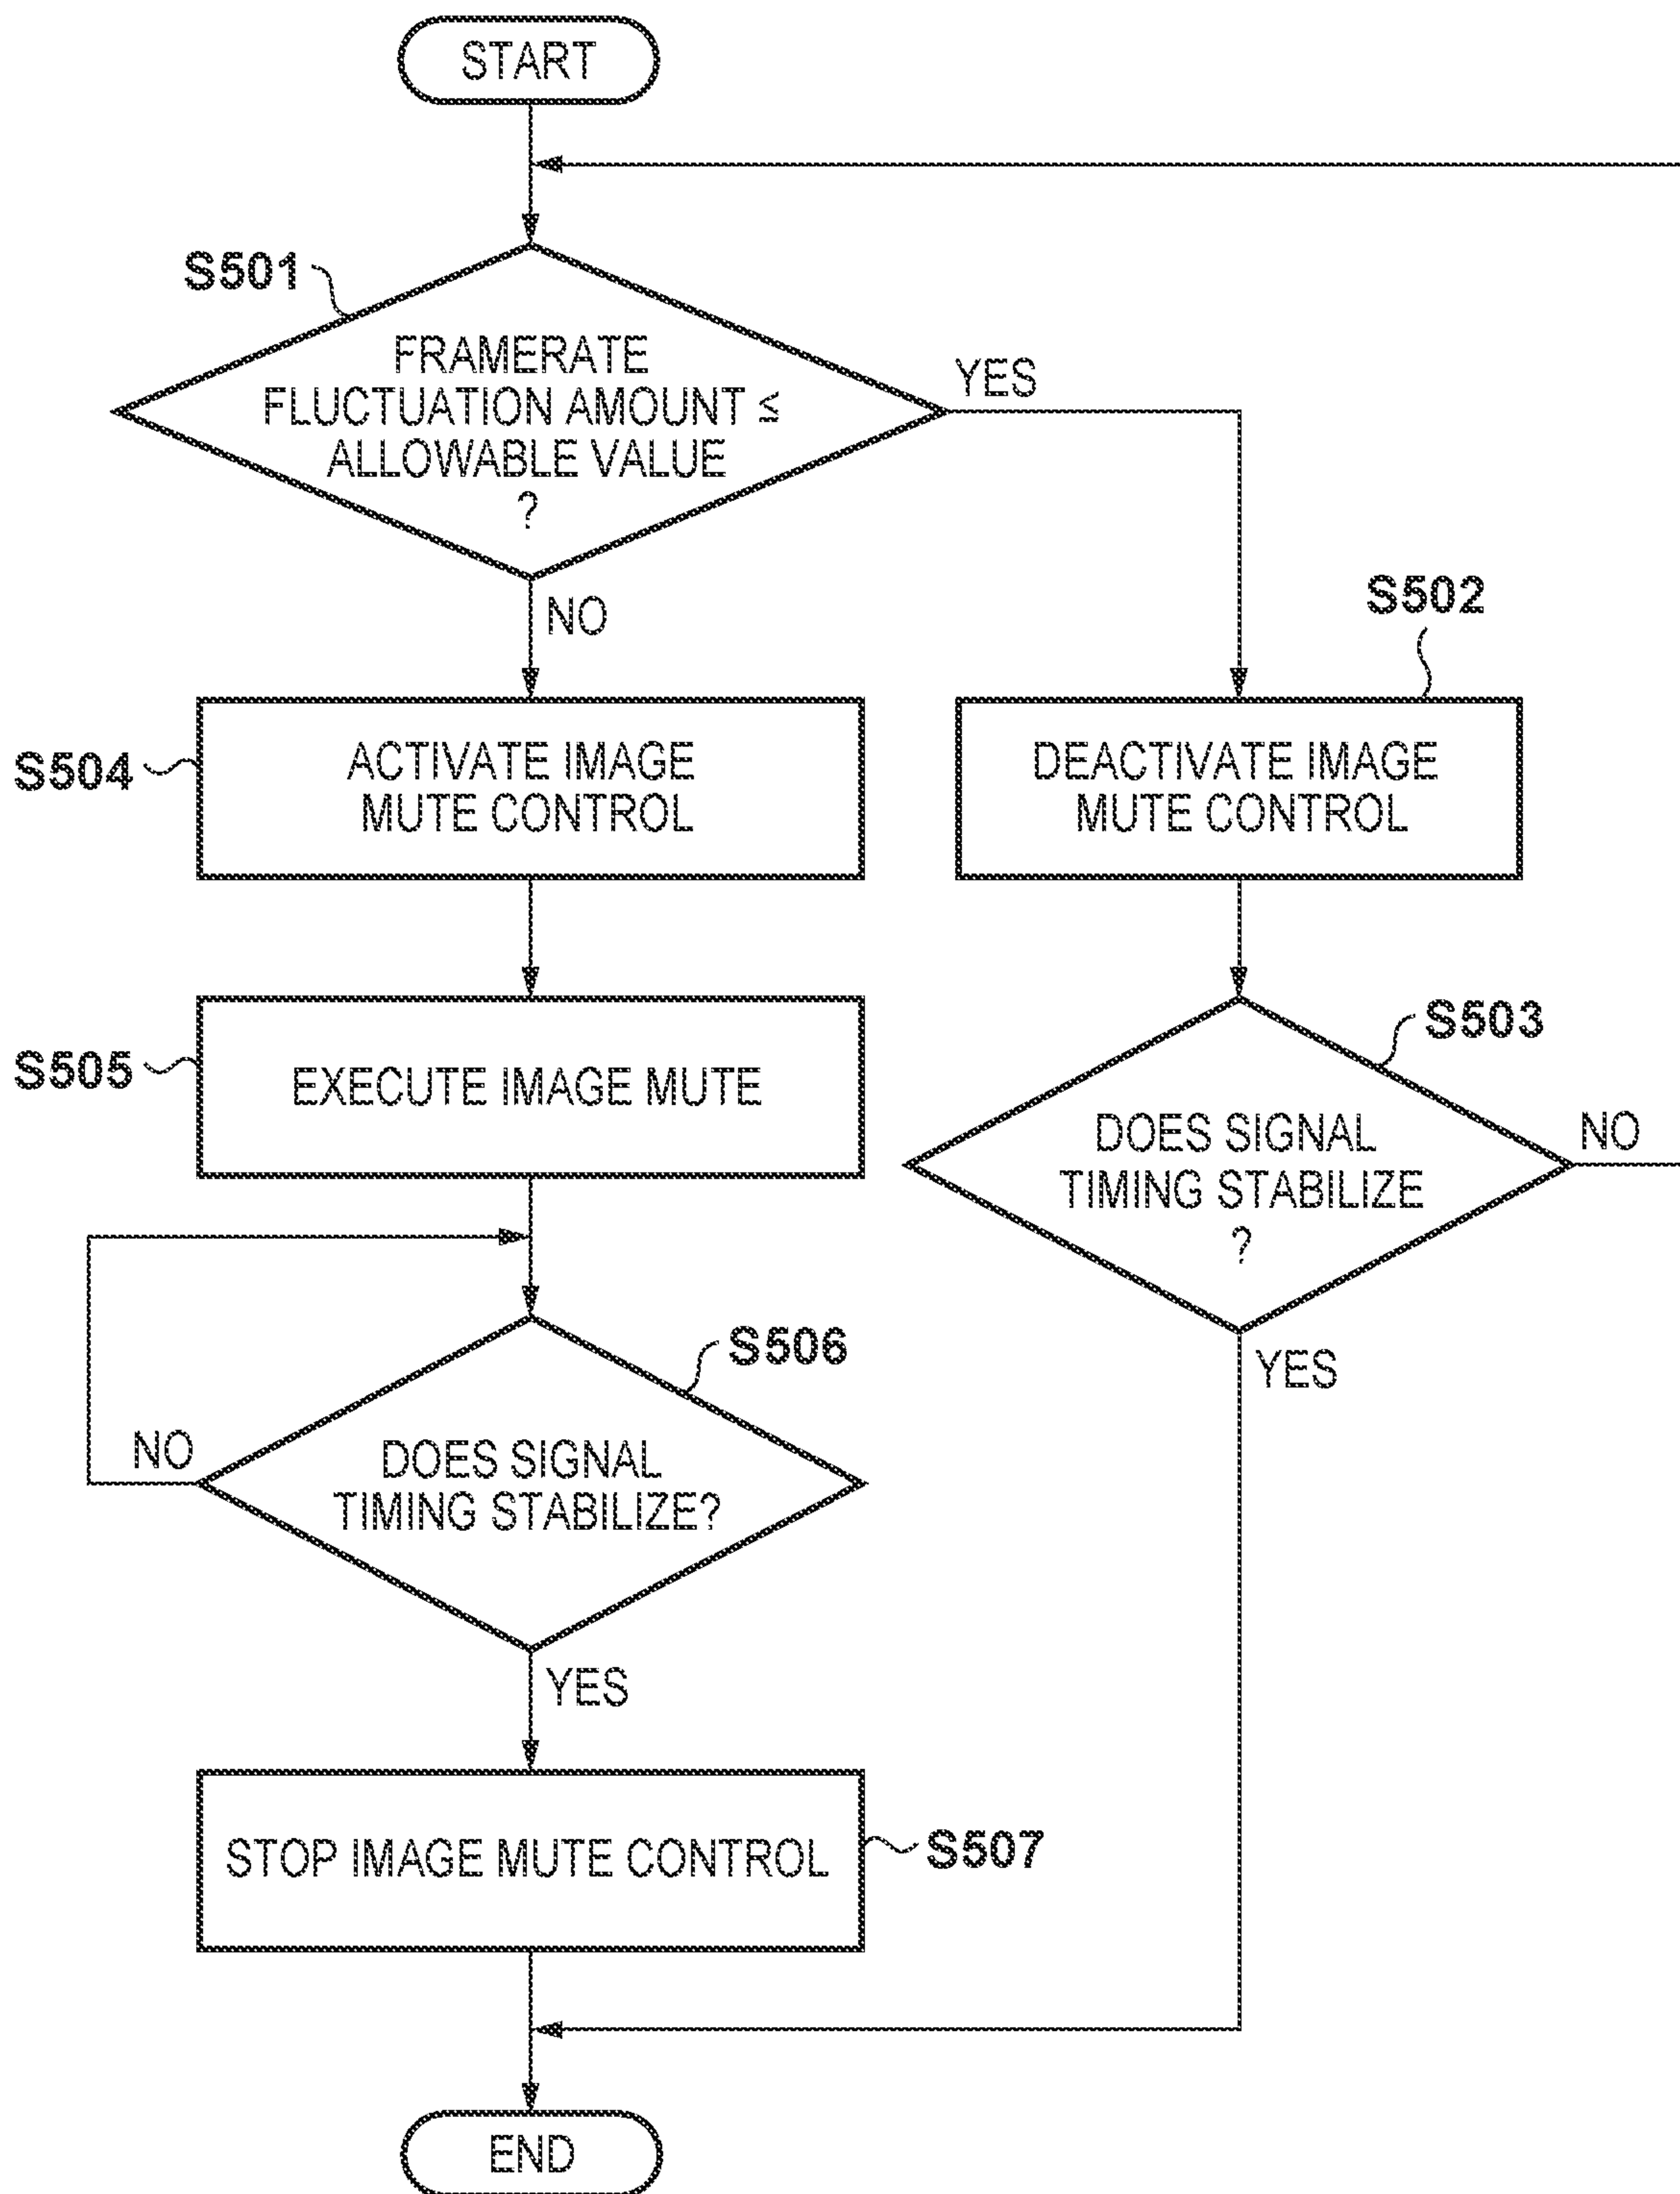 START
S501
FRAMERATE
FLUCTUATION AMOUNT ≤
ALLOWABLE VALUE
?
YES
NO
S502
S504
ACTIVATE IMAGE
MUTE CONTROL
DEACTIVATE IMAGE
MUTE CONTROL
S503
S505
EXECUTE IMAGE MUTE
DOES SIGNAL
TIMING STABILIZE
?
NO
YES
S506
NO
DOES SIGNAL
TIMING STABILIZE?
YES
STOP IMAGE MUTE CONTROL
S507
END